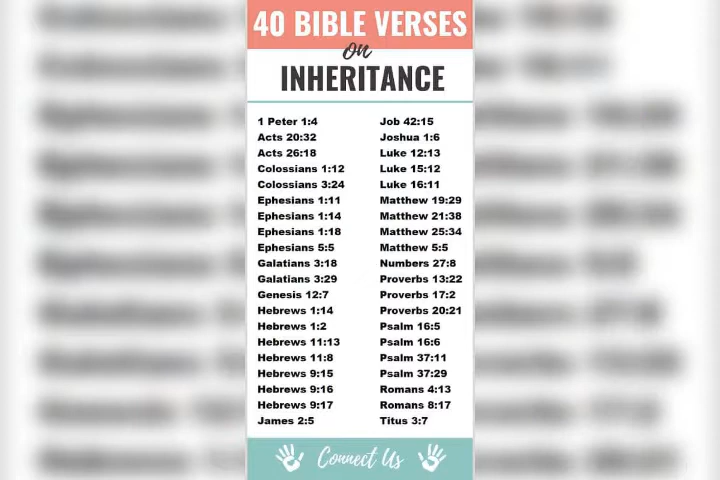 40 BIBLE VERSES
on
INHERITANCE
1 Peter 1:4
Acts 20:32
Acts 26:18
Colossians 1:12
Colossians 3:24
Ephesians 1:11
Ephesians 1:14
Ephesians 1:18
Ephesians 5:5
Galatians 3:18
Galatians 3:29
Genesis 12:7
Hebrews 1:14
Hebrews 1:2
Hebrews 11:13
Hebrews 11:8
Hebrews 9:15
Hebrews 9:16
Hebrews 9:17
James 2:5
Job 42:15
Joshua 1:6
Luke 12:13
Luke 15:12
Luke 16:11
Matthew 19:29
Matthew 21:38
Matthew 25:34
Matthew 5:5
Numbers 27:8
Proverbs 13:22
Proverbs 17:2
Proverbs 20:21
Psalm 16:5
Psalm 16:6
Psalm 37:11
Psalm 37:29
Romans 4:13
Romans 8:17
Titus 3:7
Connect Us